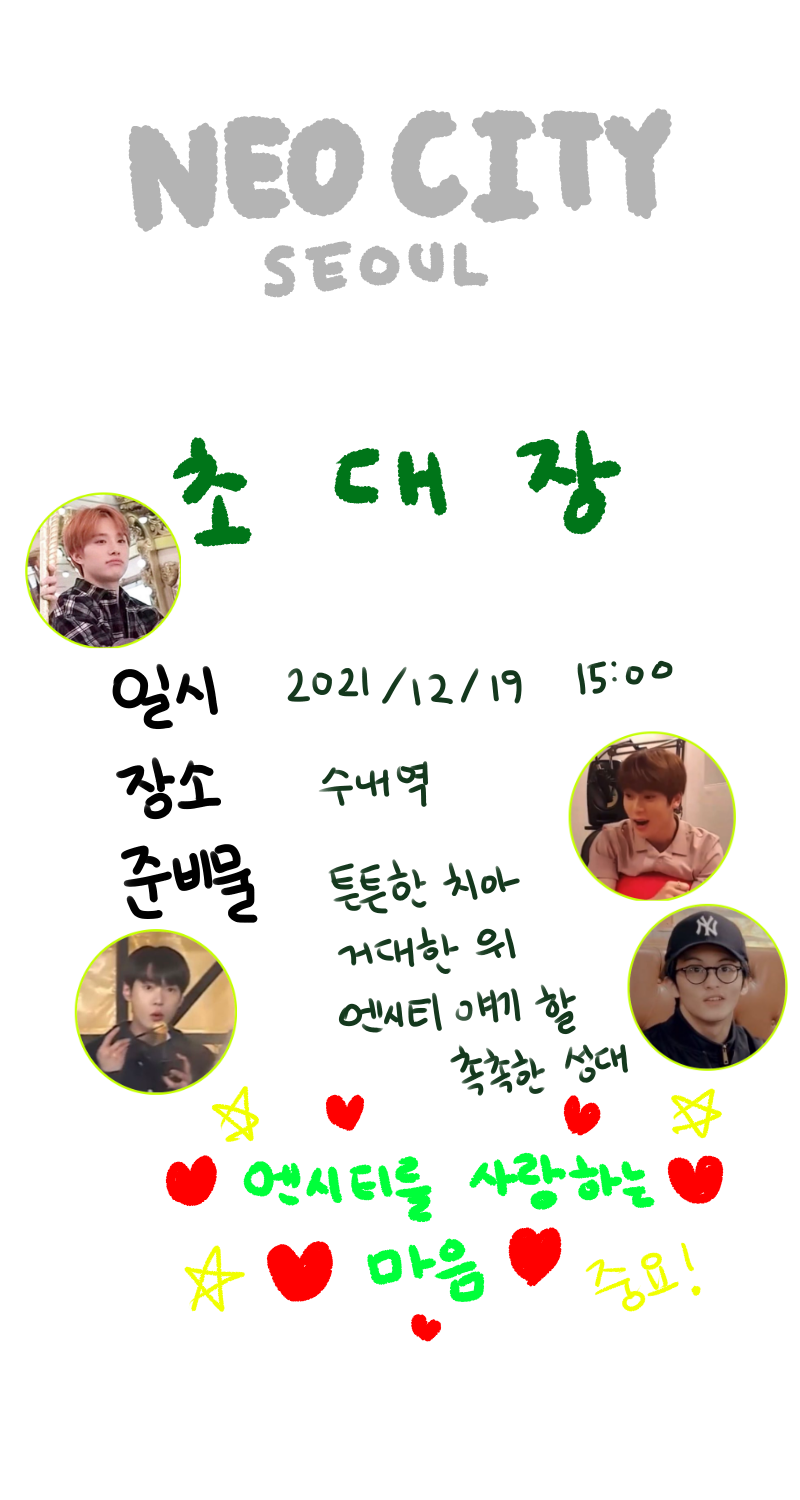 NEO CITY
SEOUL
초대장
일시 2021/12/19 15:00
장소 수내역
준비물 튼튼한 치아
거대한 위
엔시티 얘기 할
촉촉한 성대
엔시티를 사랑하는
마음 중요!
NY